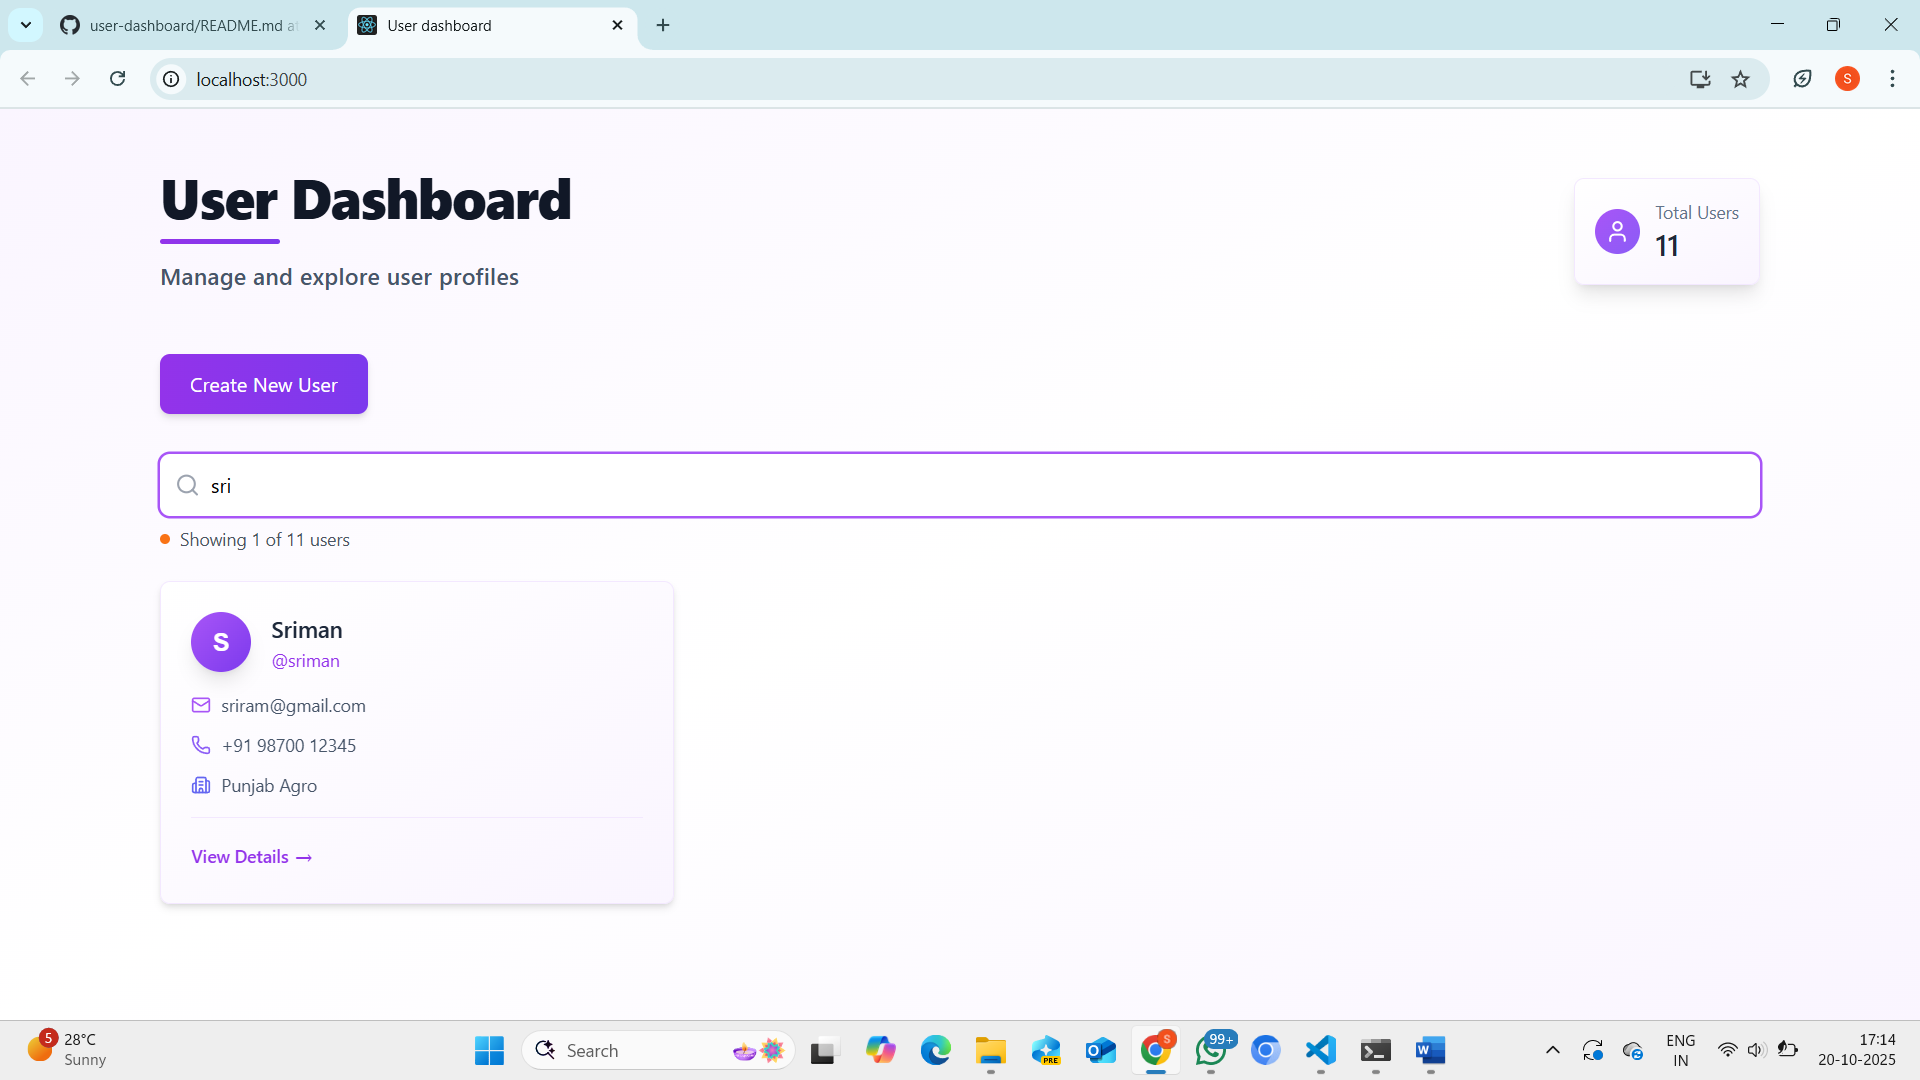 user-dashboard/README.md at
User dashboard
localhost:3000
S
User Dashboard
Manage and explore user profiles
Total Users
11
Create New User
sri
Showing 1 of 11 users
S
Sriman
@sriman
sriram@gmail.com
+91 98700 12345
Punjab Agro
View Details →
5
28°C
Sunny
Search
PRE
S
99+
ENG
IN
17:14
20-10-2025